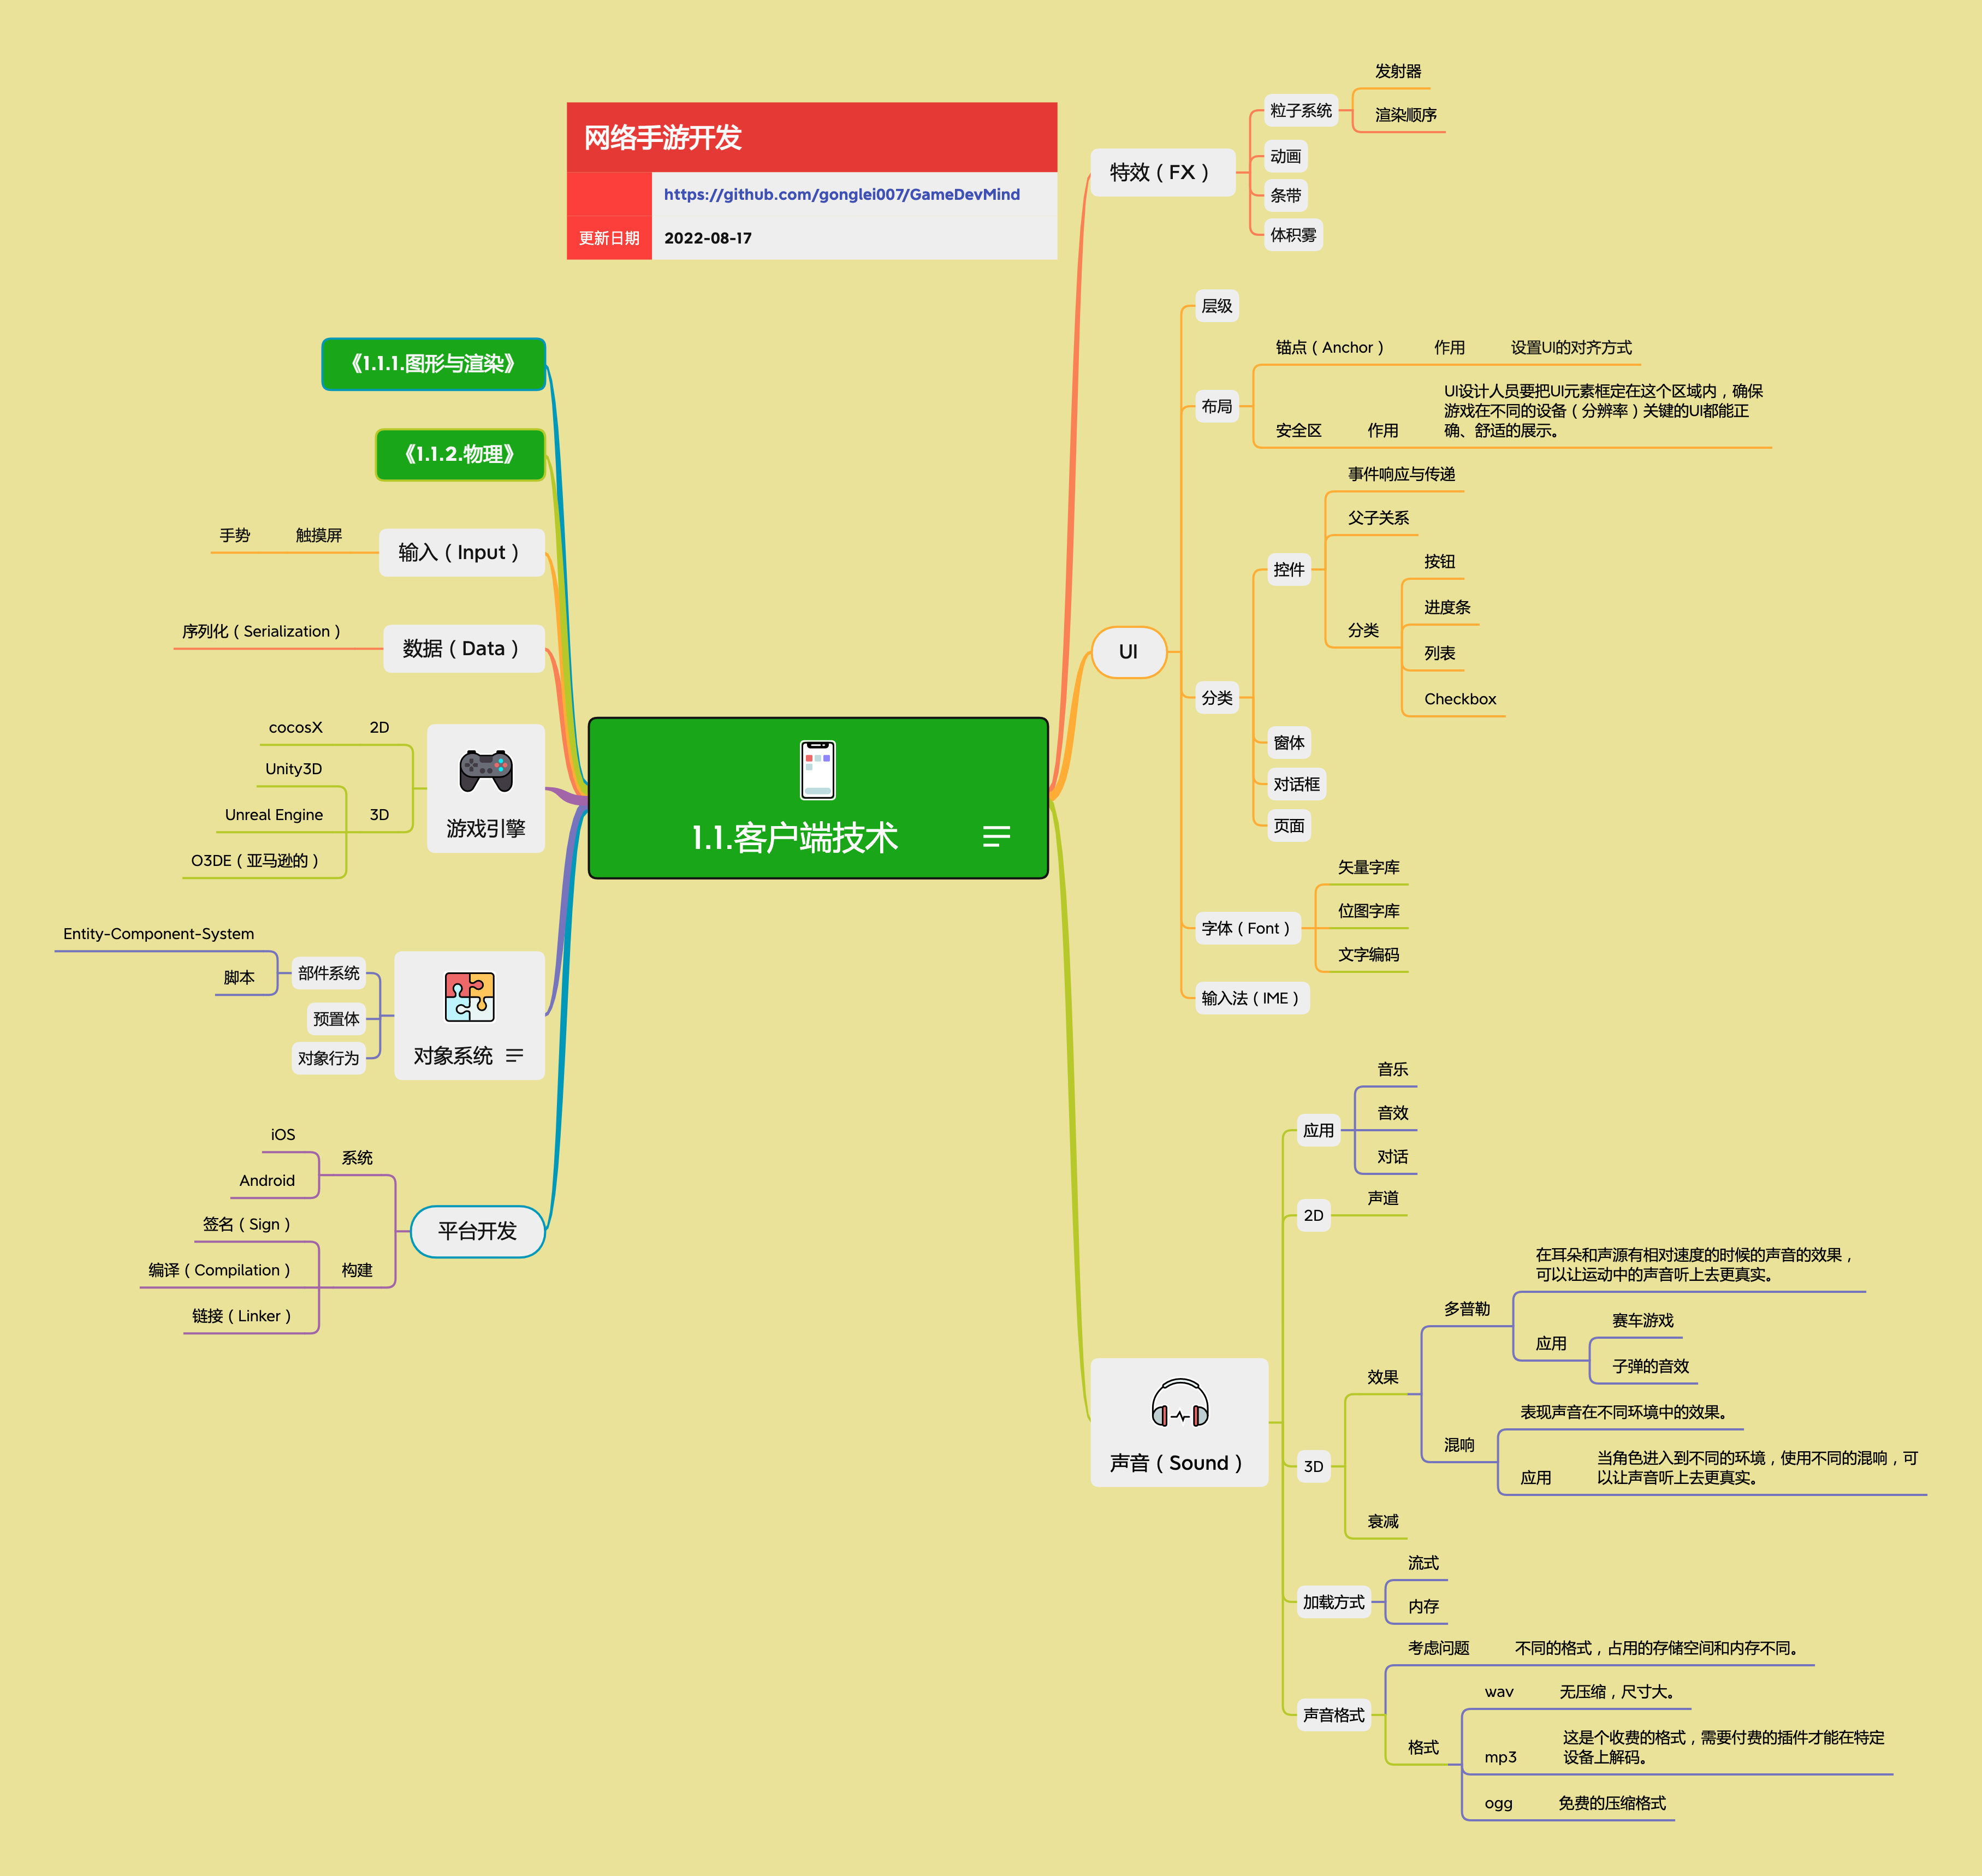 网络手游开发
https://github.com/gonglei007/GameDevMind
更新日期
2022-08-17
1.1.客户端技术
特效（FX）
粒子系统
发射器
渲染顺序
动画
条带
体积雾
UI
层级
布局
锚点（Anchor）
作用
设置UI的对齐方式
安全区
作用
UI设计人员要把UI元素框定在这个区域内，确保
游戏在不同的设备（分辨率）关键的UI都能正
确、舒适的展示。
分类
控件
事件响应与传递
父子关系
分类
按钮
进度条
列表
Checkbox
窗体
对话框
页面
字体（Font）
矢量字库
位图字库
文字编码
输入法（IME）
声音（Sound）
应用
音乐
音效
对话
2D
声道
3D
效果
多普勒
在耳朵和声源有相对速度的时候的声音的效果，
可以让运动中的声音听上去更真实。
应用
赛车游戏
子弹的音效
混响
表现声音在不同环境中的效果。
应用
当角色进入到不同的环境，使用不同的混响，可
以让声音听上去更真实。
衰减
加载方式
流式
内存
声音格式
考虑问题
不同的格式，占用的存储空间和内存不同。
格式
wav
无压缩，尺寸大。
mp3
这是个收费的格式，需要付费的插件才能在特定
设备上解码。
ogg
免费的压缩格式
《1.1.1.图形与渲染》
《1.1.2.物理》
输入（Input）
触摸屏
手势
数据（Data）
序列化（Serialization）
游戏引擎
2D
cocosX
3D
Unity3D
Unreal Engine
O3DE（亚马逊的）
对象系统
部件系统
Entity-Component-System
脚本
预置体
对象行为
平台开发
系统
iOS
Android
构建
签名（Sign）
编译（Compilation）
链接（Linker）